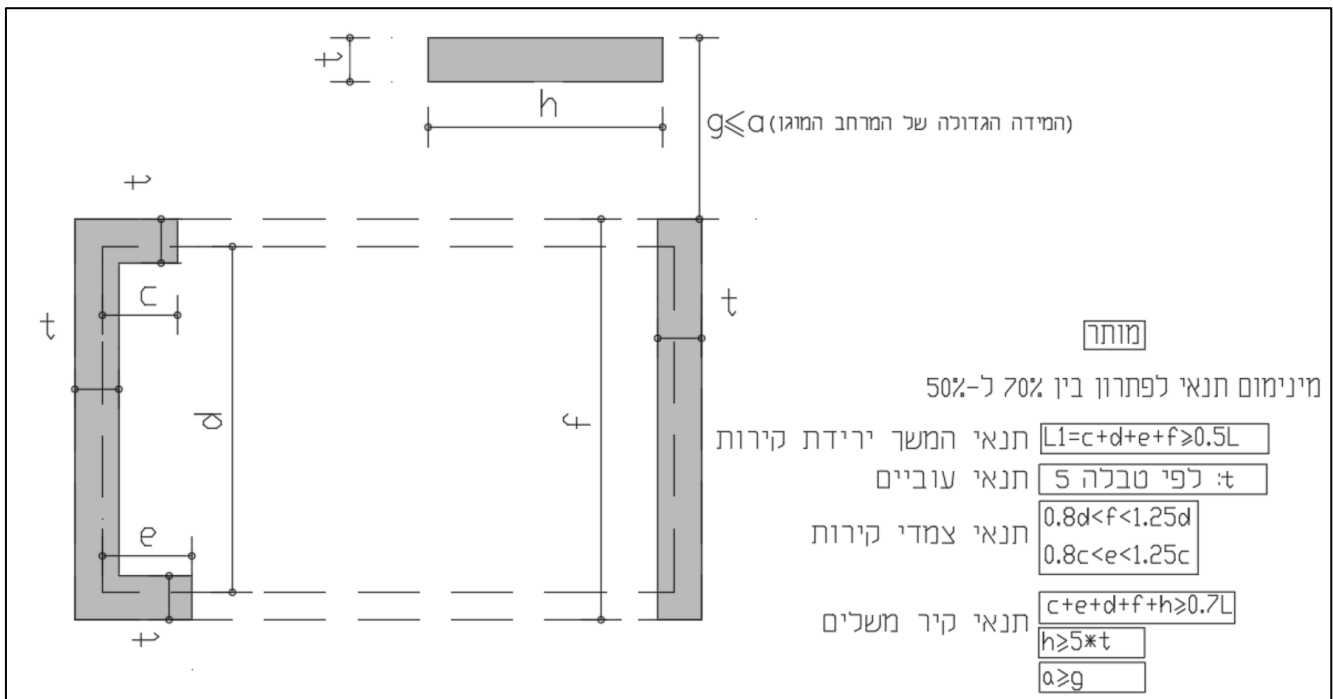 t
h
g⩽a(המידה הגדולה של המרחב המוגן)
t
c
t
t
d
f
e
t
מותר
מינימום תנאי לפתרון בין 70% ל-50%
תנאי המשך ירידת קירות L1=c+d+e+f⩾0.5L
תנאי עוביים t: לפי טבלה 5
תנאי צמדי קירות 0.8d<f<1.25d
0.8c<e<1.25c
תנאי קיר משלים c+e+d+f+h⩾0.7L
h⩾5*t
a⩾g